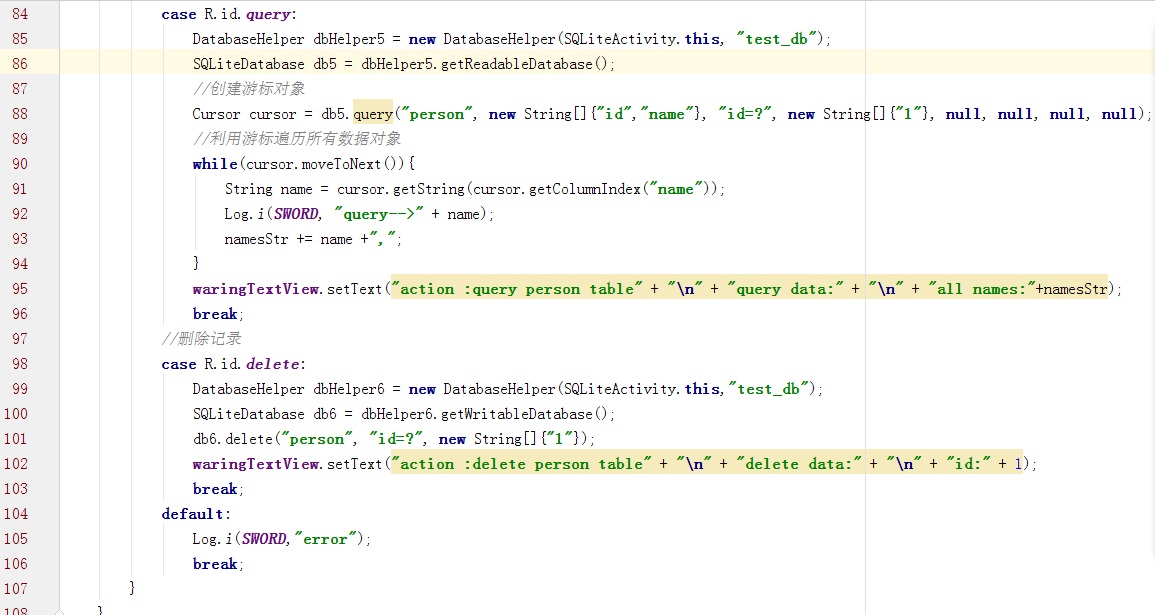 84 case R.id.query:
85 DatabaseHelper dbHelper5 = new DatabaseHelper(SQLiteActivity.this, "test_db");
86 SQLiteDatabase db5 = dbHelper5.getReadableDatabase();
87 //创建游标对象
88 Cursor cursor = db5.query("person", new String[]{"id","name"}, "id=?", new String[]{"1"}, null, null, null, null);
89 //利用游标遍历所有数据对象
90 while(cursor.moveToNext()){
91 String name = cursor.getString(cursor.getColumnIndex("name"));
92 Log.i(SWORD, "query-->" + name);
93 namesStr += name +",";
94 }
95 waringTextView.setText("action :query person table" + "\n" + "query data:" + "\n" + "all names:"+namesStr);
96 break;
97 //删除记录
98 case R.id.delete:
99 DatabaseHelper dbHelper6 = new DatabaseHelper(SQLiteActivity.this,"test_db");
100 SQLiteDatabase db6 = dbHelper6.getWritableDatabase();
101 db6.delete("person", "id=?", new String[]{"1"});
102 waringTextView.setText("action :delete person table" + "\n" + "delete data:" + "\n" + "id:" + 1);
103 break;
104 default:
105 Log.i(SWORD,"error");
106 break;
107 }
108 }